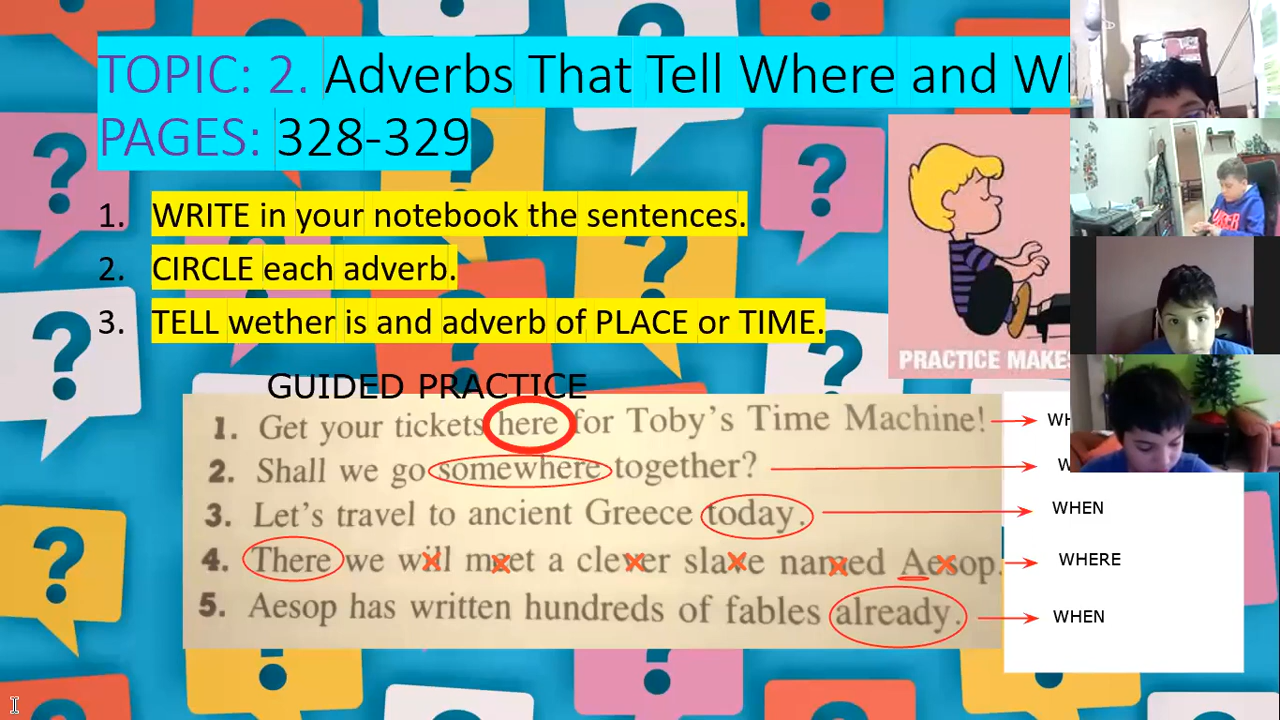 TOPIC: 2. Adverbs That Tell Where and
PAGES: 328-329
1. WRITE in your notebook the sentences.
2. CIRCLE each adverb.
3. TELL wether is and adverb of PLACE or TIME.
PRACTICE MAKES
GUIDED PRACTICE
1. Get your tickets here for Toby's Time Machine!
2. Shall we go somewhere together?
3. Let's travel to ancient Greece today. WHEN
4. There we will meet a clever slave named Aesop. WHERE
5. Aesop has written hundreds of fables already. WHEN